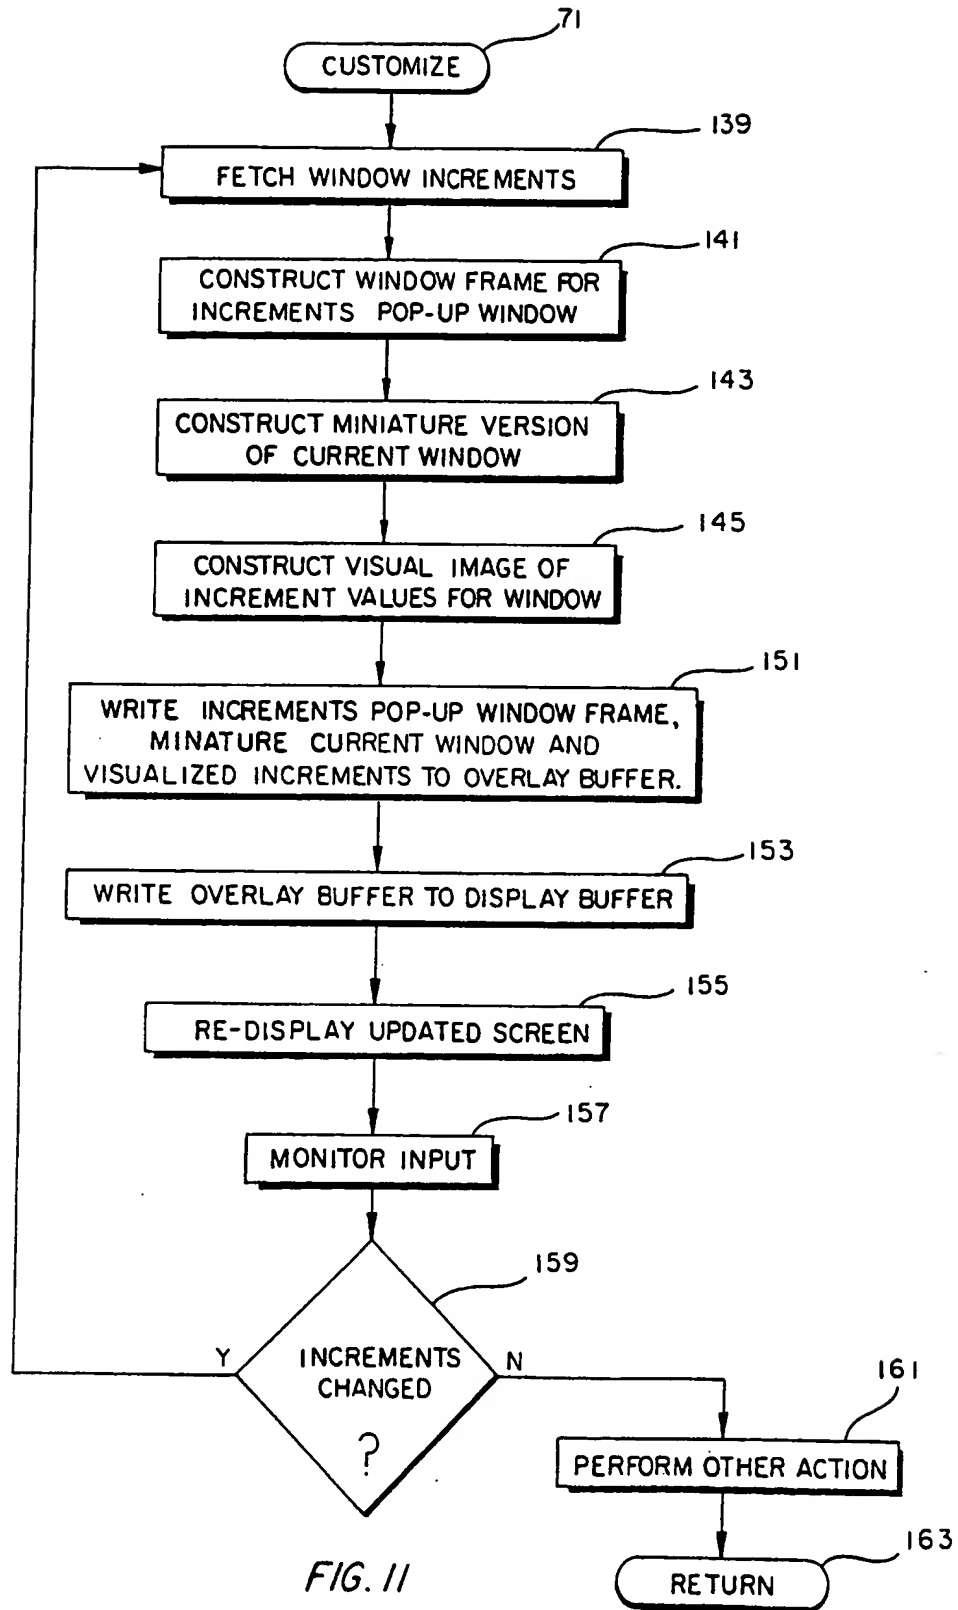 71
CUSTOMIZE
139
FETCH WINDOW INCREMENTS
141
CONSTRUCT WINDOW FRAME FOR
INCREMENTS POP-UP WINDOW
143
CONSTRUCT MINIATURE VERSION
OF CURRENT WINDOW
145
CONSTRUCT VISUAL IMAGE OF
INCREMENT VALUES FOR WINDOW
151
WRITE INCREMENTS POP-UP WINDOW FRAME,
MINATURE CURRENT WINDOW AND
VISUALIZED INCREMENTS TO OVERLAY BUFFER.
153
WRITE OVERLAY BUFFER TO DISPLAY BUFFER
155
RE-DISPLAY UPDATED SCREEN
157
MONITOR INPUT
159
Y
INCREMENTS
CHANGED
?
N
161
PERFORM OTHER ACTION
163
RETURN
FIG. 11